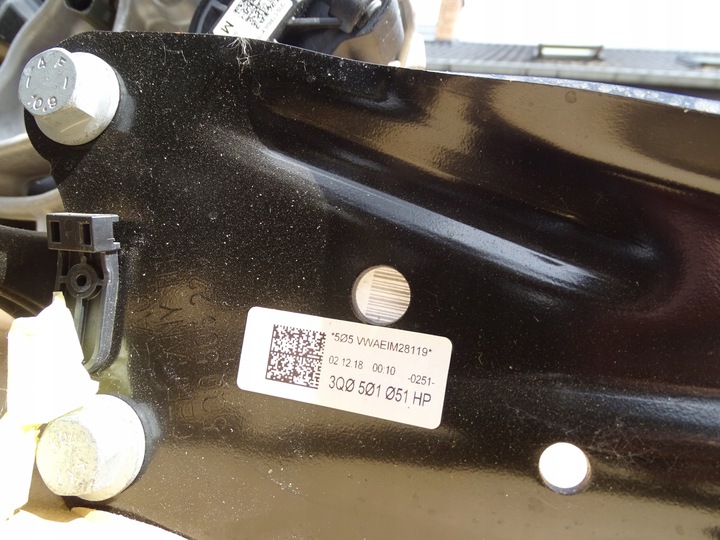 *5Ø5 VWAEIM28119*
02.12.18 00:10 -0251-
3QØ 5Ø1 Ø51 HP